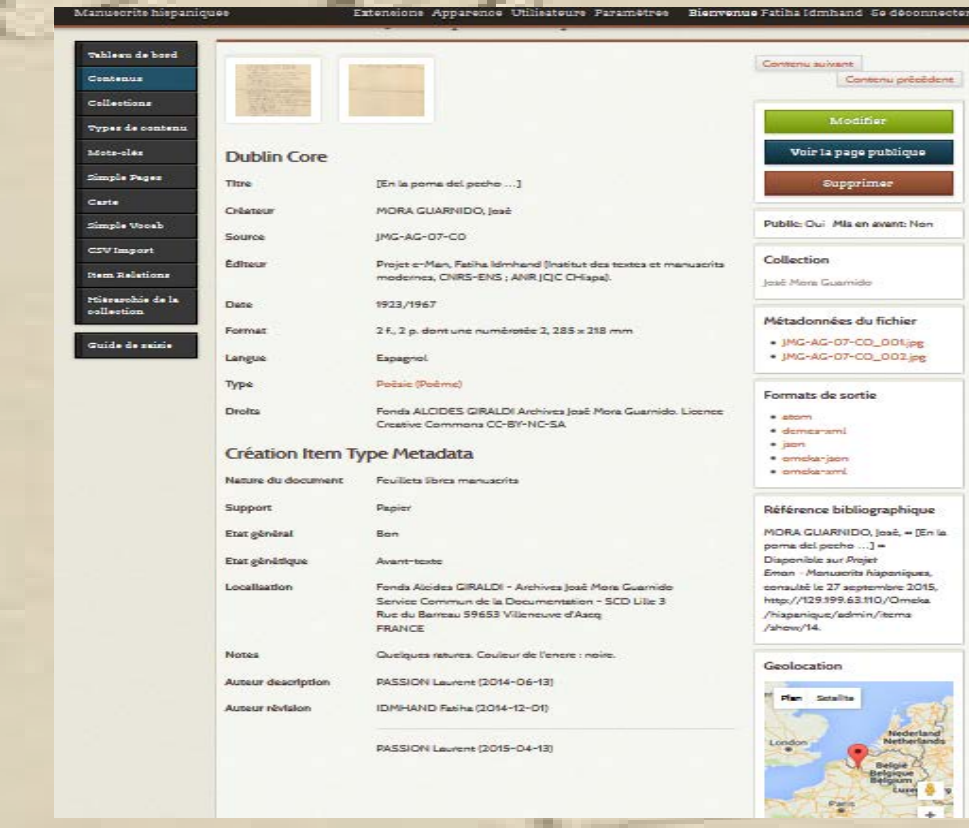 Manuscrits hispaniques
Extensions Apparence Utilisateurs Paramètres Bienvenue Fatiha Idmhand Se déconnecter
Tableau de bord
Contenus
Collections
Types de contenu
Mots-clés
Simple Pages
Carte
Simple Vocab
CSV Import
Item Relations
Hiérarchie de la
collection
Guide de saisie
Dublin Core
Titre [En la poma del pecho ...]
Créateur MORA GUARNIDO, José
Source JMG-AG-07-CO
Éditeur Projet e-Man, Fatiha Idmhand (Institut des textes et manuscrits
modernes, CNRS-ENS ; ANR JCJC CHispa).
Date 1923/1967
Format 2 f., 2 p. dont une numérotée 2, 285 x 218 mm
Langue Espagnol
Type Poésie (Poème)
Droits Fonds ALCIDES GIRALDI Archives José Mora Guarnido. Licence
Creative Commons CC-BY-NC-SA
Création Item Type Metadata
Nature du document Feuillets libres manuscrits
Support Papier
Etat général Bon
Etat génétique Avant-texte
Localisation Fonds Alcides GIRALDI - Archives José Mora Guarnido
Service Commun de la Documentation - SCD Lille 3
Rue du Barreau 59653 Villeneuve d'Ascq
FRANCE
Notes Quelques ratures. Couleur de l'encre : noire.
Auteur description PASSION Laurent (2014-06-13)
Auteur révision IDMHAND Fatiha (2014-12-01)
PASSION Laurent (2015-04-13)
Contenu suivant
Contenu précédent
Modifier
Voir la page publique
Supprimer
Public: Oui Mis en avant: Non
Collection
José Mora Guarnido
Métadonnées du fichier
JMG-AG-07-CO_001.jpg
JMG-AG-07-CO_002.jpg
Formats de sortie
atom
dcmes-xml
json
omeka-json
omeka-xml
Référence bibliographique
MORA GUARNIDO, José, « [En la
poma del pecho ...] »
Disponible sur Projet
Eman - Manuscrits hispaniques,
consulté le 27 septembre 2015,
http://129.199.63.110/Omeka
/hispanique/admin/items
/show/14.
Geolocation
Plan Satellite
London
Nederland
Netherlands
België
Belgique
Belgium
Paris